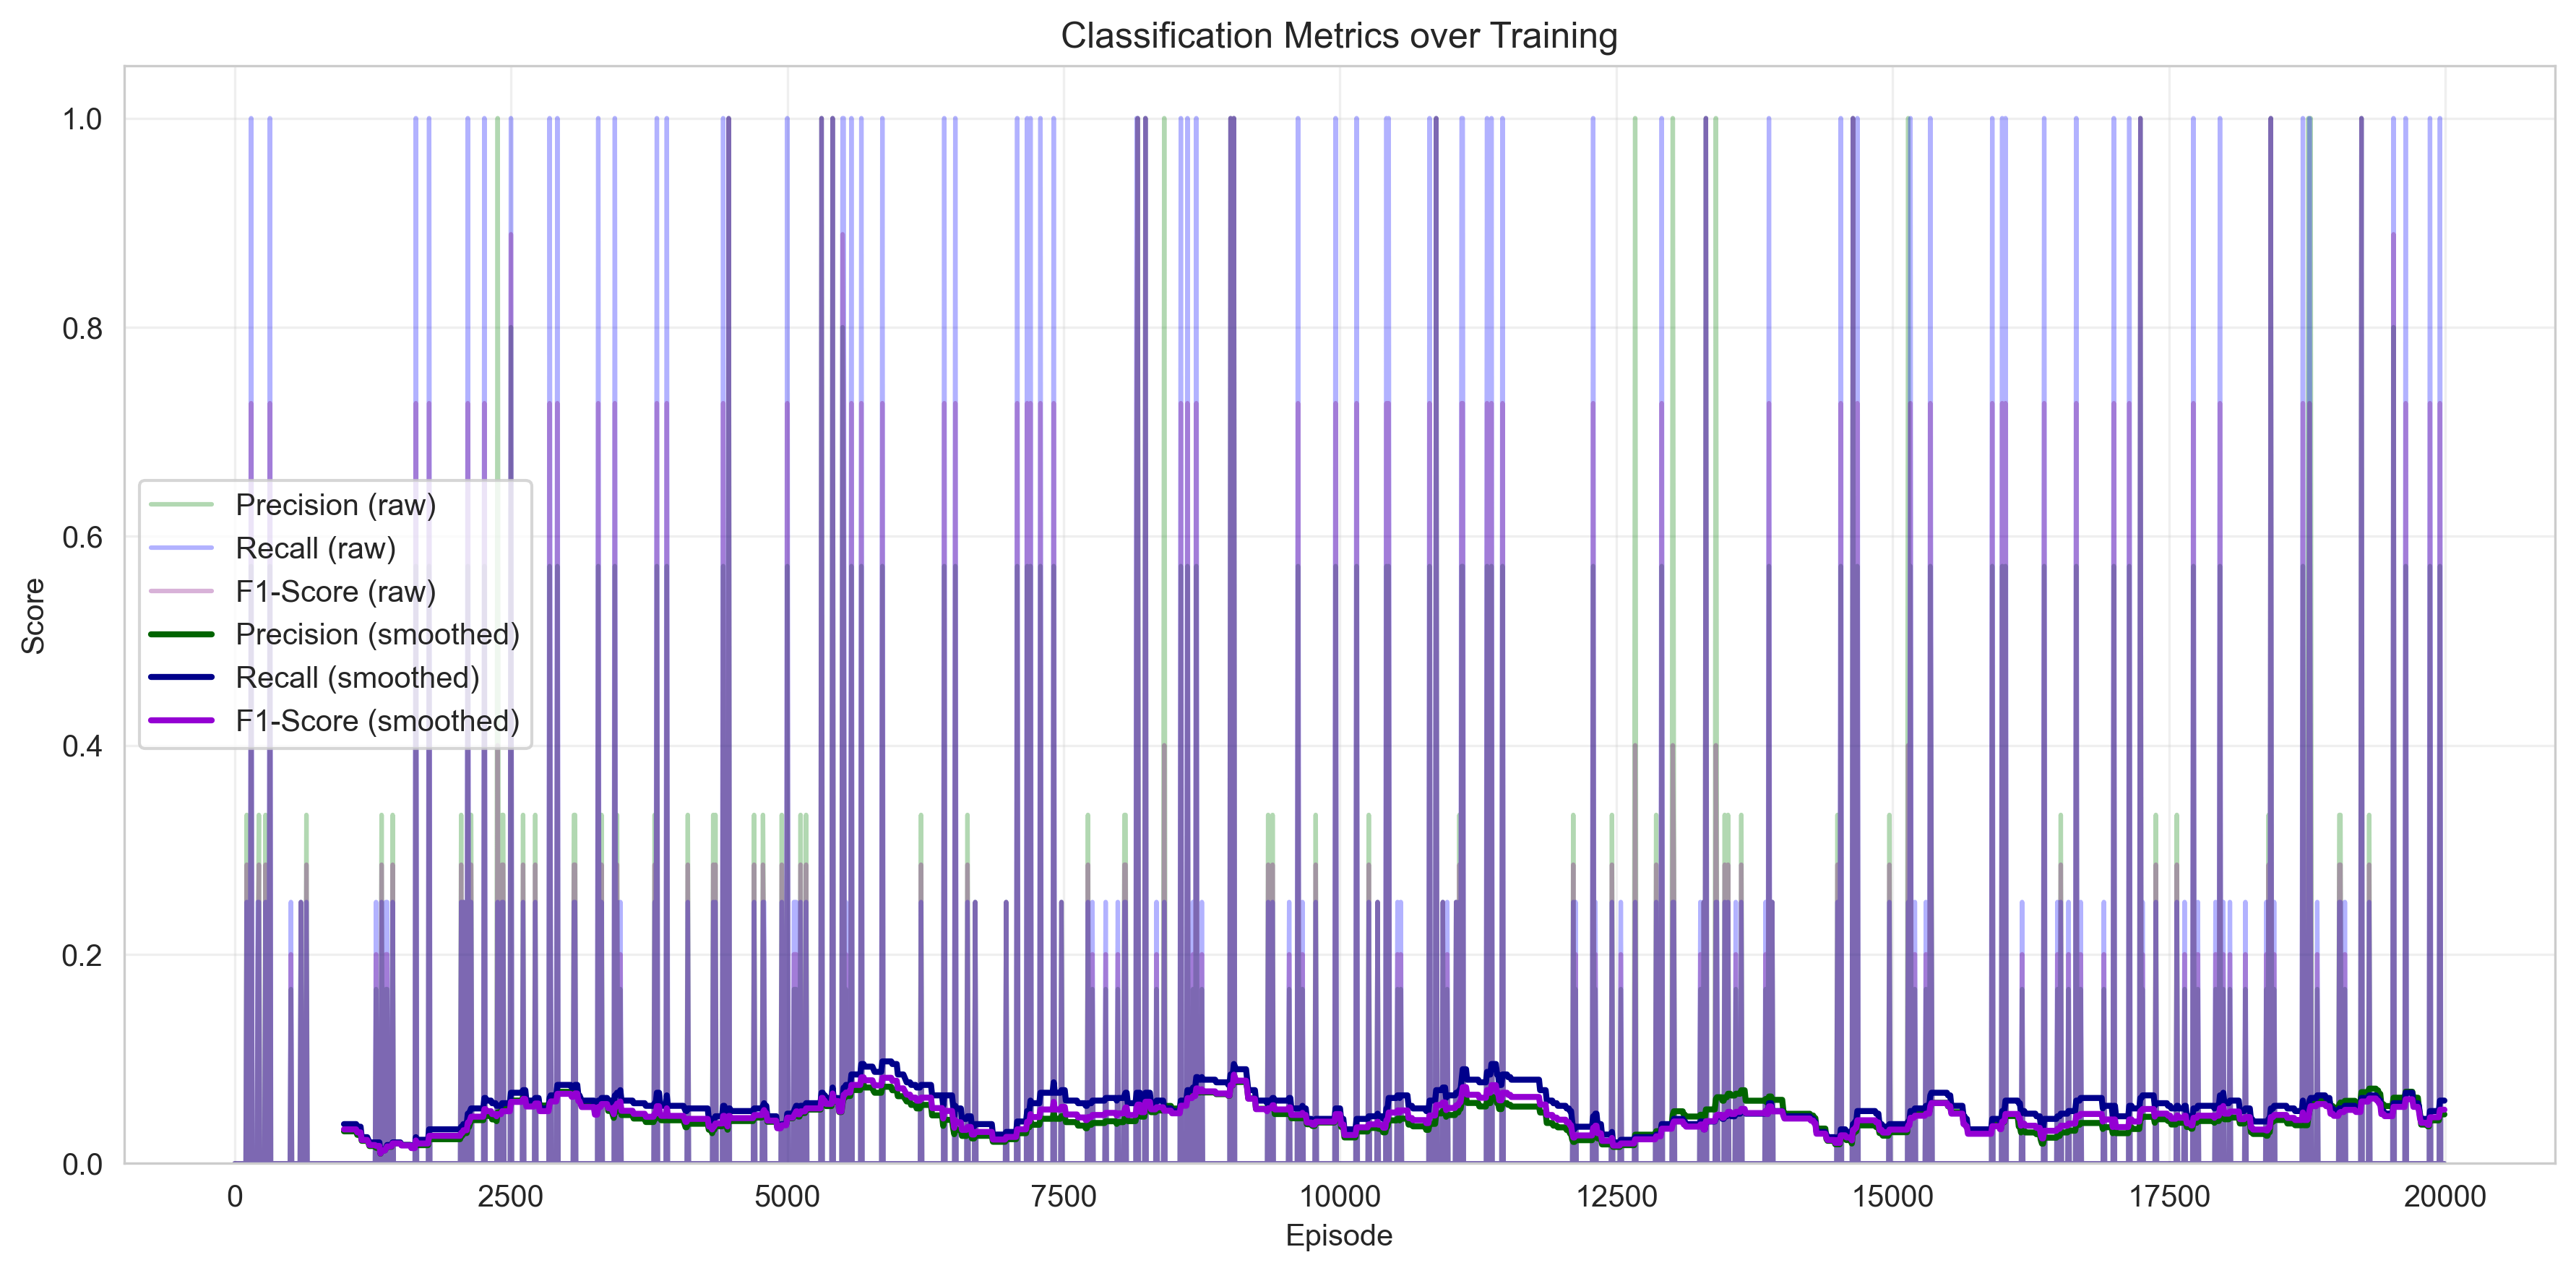 Classification Metrics over Training
1.0
0.8
0.6
0.4
0.2
0.0
Score
Precision (raw)
Recall (raw)
F1-Score (raw)
Precision (smoothed)
Recall (smoothed)
F1-Score (smoothed)
0 2500 5000 7500 10000 12500 15000 17500 20000
Episode